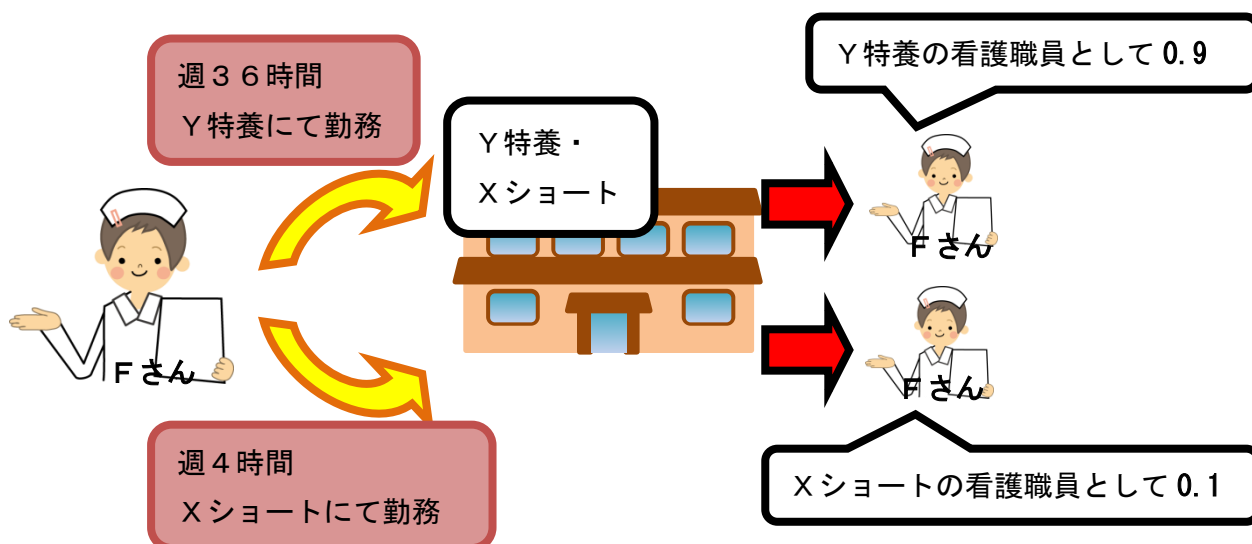 週３６時間
Ｙ特養にて勤務
Ｙ特養・
Ｘショート
Ｙ特養の看護職員として 0.9
Ｆさん
Ｆさん
Ｆさん
週４時間
Ｘショートにて勤務
Ｘショートの看護職員として 0.1